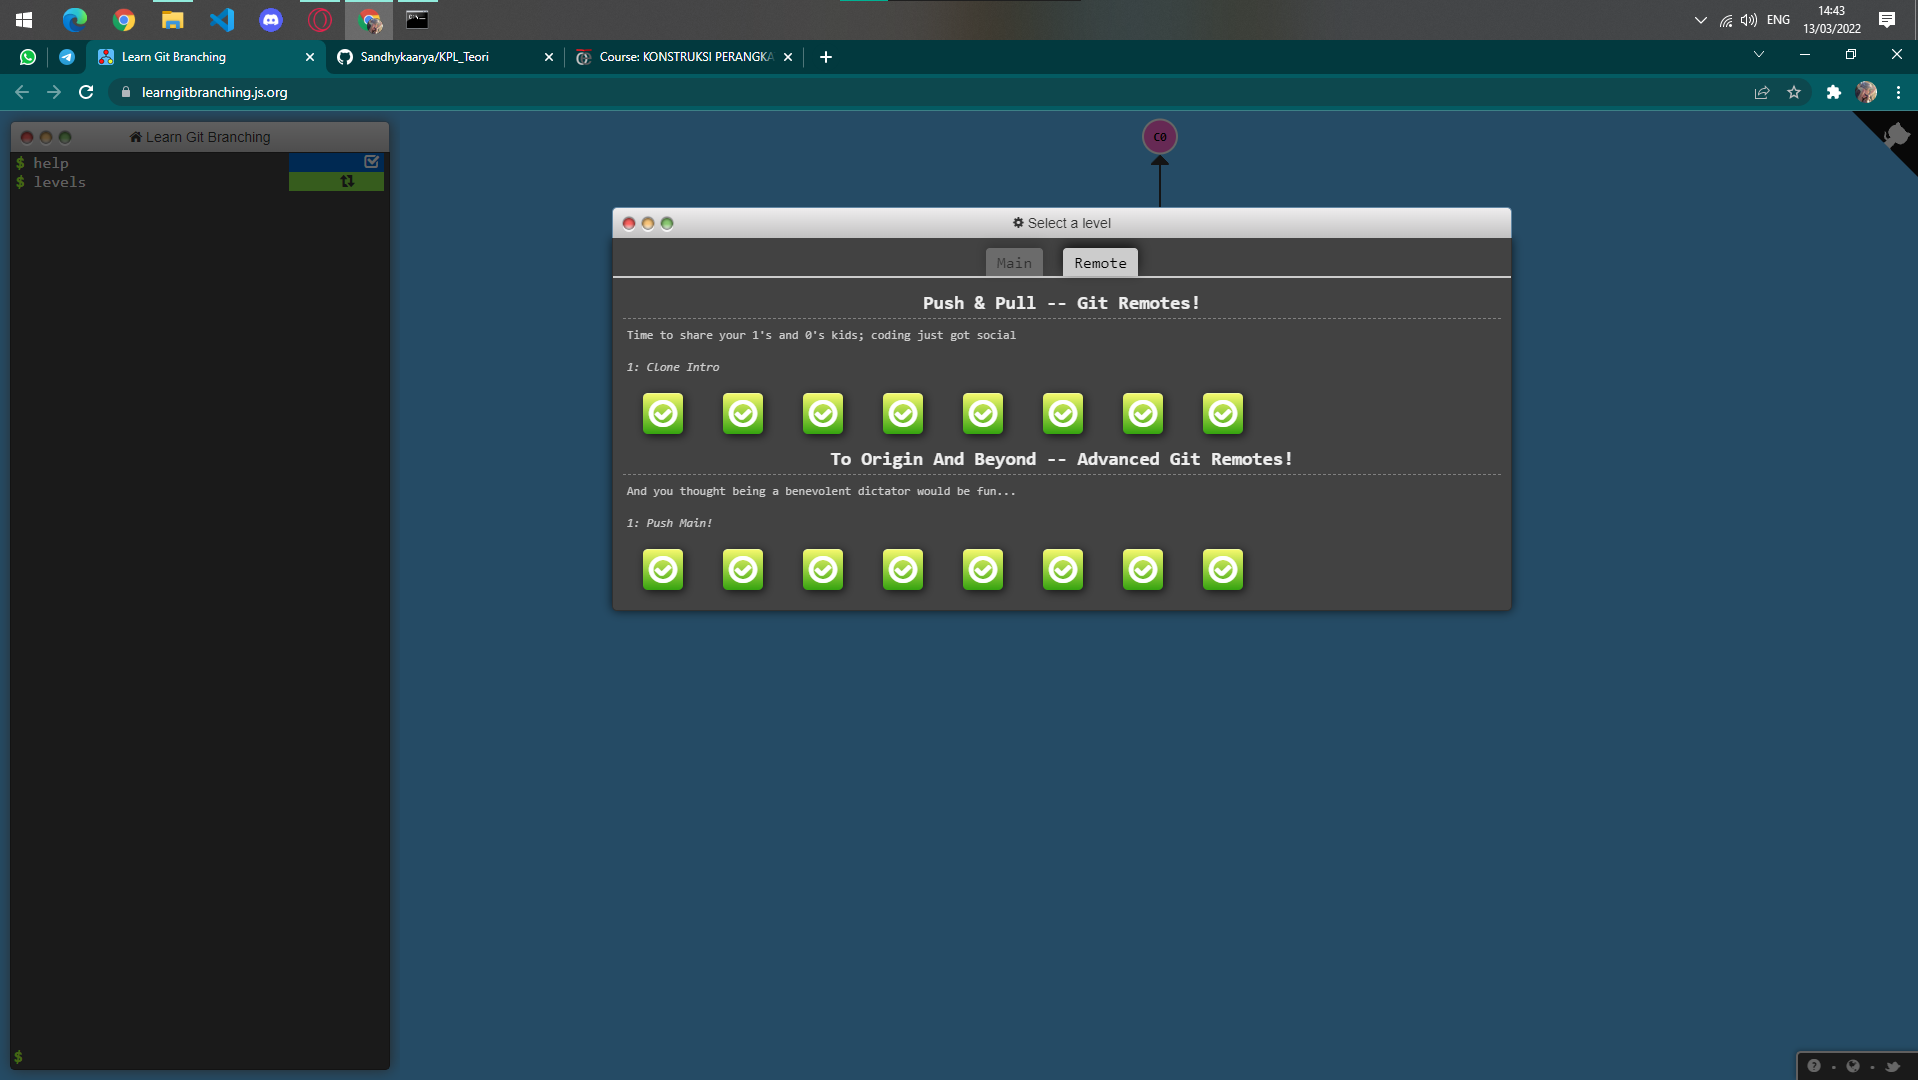 14:43
ENG
13/03/2022
Learn Git Branching
Sandhykaarya/KPL_Teori
Course: KONSTRUKSI PERANGKA
learngitbranching.js.org
Learn Git Branching
$ help
$ levels
$
C0
Select a level
Main
Remote
Push & Pull -- Git Remotes!
Time to share your 1's and 0's kids; coding just got social
1: Clone Intro
To Origin And Beyond -- Advanced Git Remotes!
And you thought being a benevolent dictator would be fun...
1: Push Main!